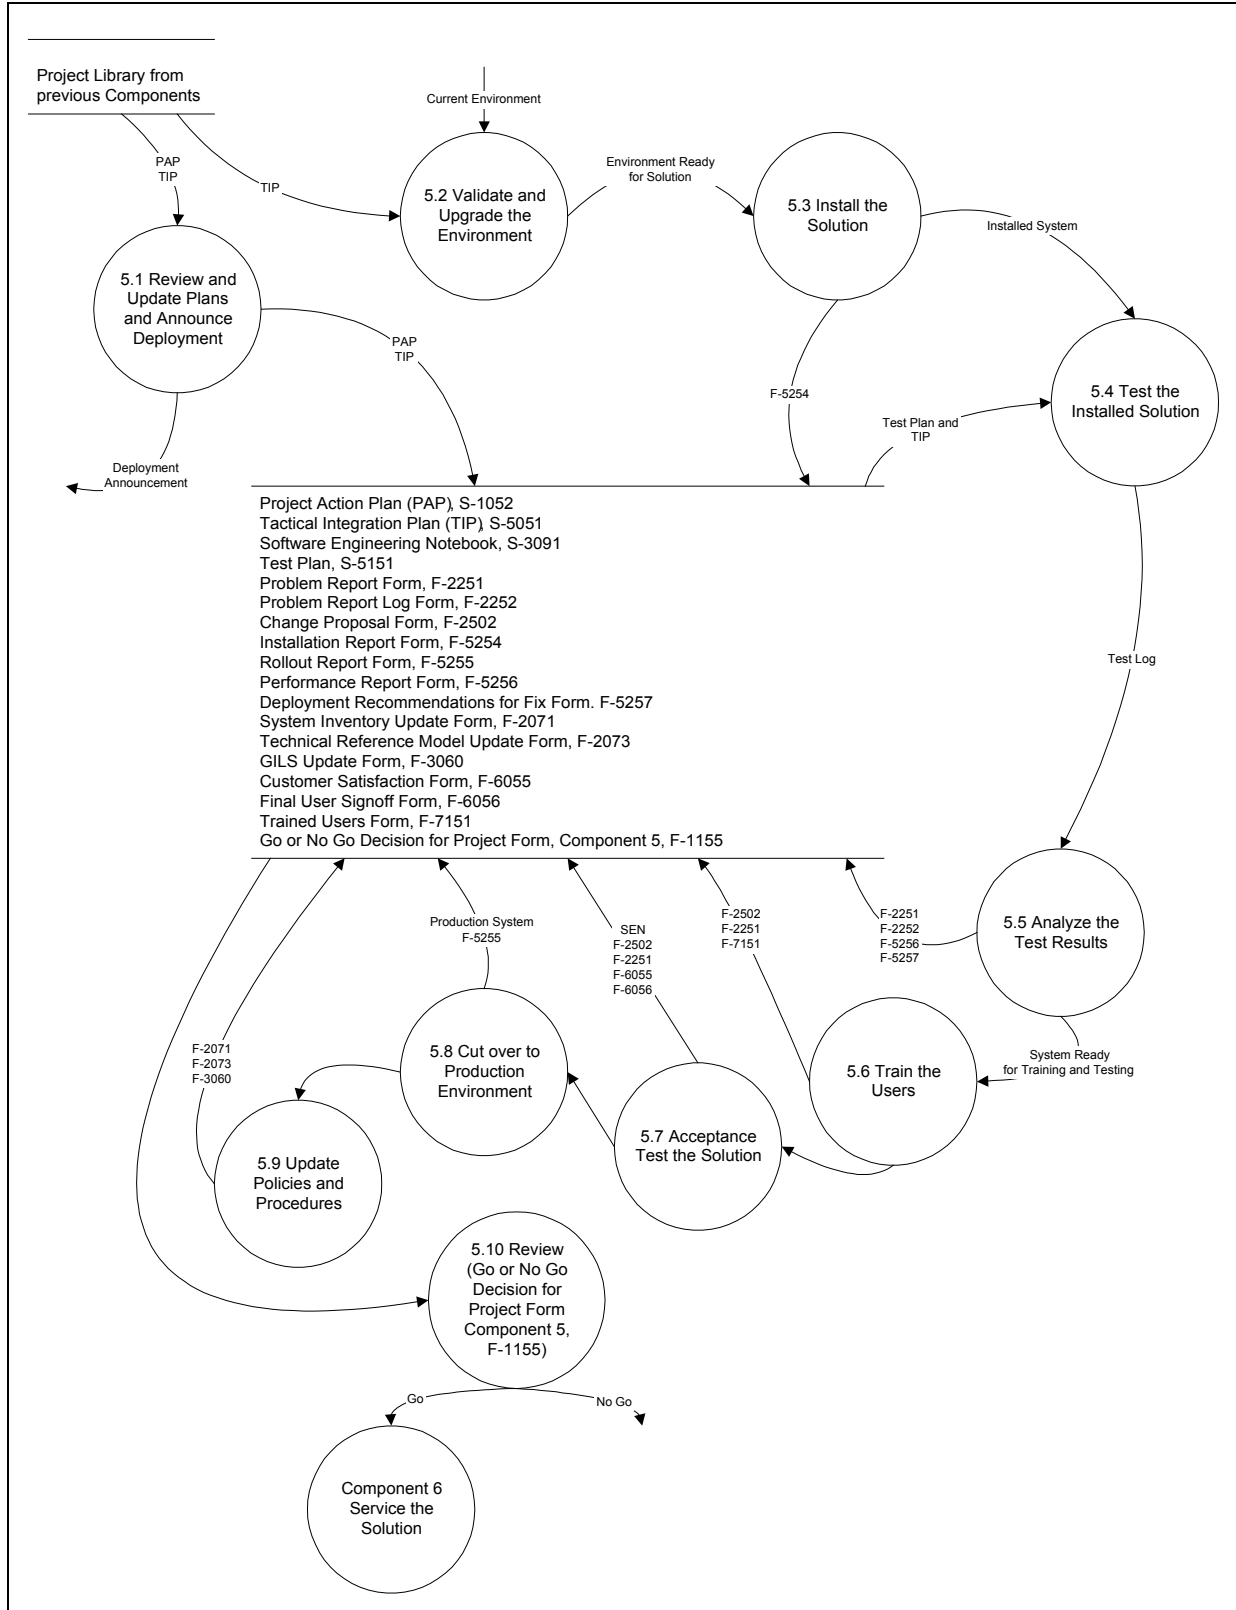 Project Library from
previous Components
Current Environment
PAP
TIP
TIP
5.2 Validate and
Upgrade the
Environment
Environment Ready
for Solution
5.3 Install the
Solution
Installed System
5.1 Review and
Update Plans
and Announce
Deployment
PAP
TIP
F-5254
Test Plan and
TIP
5.4 Test the
Installed Solution
Deployment
Announcement
Project Action Plan (PAP), S-1052
Tactical Integration Plan (TIP), S-5051
Software Engineering Notebook, S-3091
Test Plan, S-5151
Problem Report Form, F-2251
Problem Report Log Form, F-2252
Change Proposal Form, F-2502
Installation Report Form, F-5254
Rollout Report Form, F-5255
Performance Report Form, F-5256
Deployment Recommendations for Fix Form. F-5257
System Inventory Update Form, F-2071
Technical Reference Model Update Form, F-2073
GILS Update Form, F-3060
Customer Satisfaction Form, F-6055
Final User Signoff Form, F-6056
Trained Users Form, F-7151
Go or No Go Decision for Project Form, Component 5, F-1155
Test Log
Production System
F-5255
SEN
F-2502
F-2251
F-6055
F-6056
F-2502
F-2251
F-7151
F-2251
F-2252
F-5256
F-5257
5.5 Analyze the
Test Results
F-2071
F-2073
F-3060
5.8 Cut over to
Production
Environment
System Ready
for Training and Testing
5.6 Train the
Users
5.7 Acceptance
Test the Solution
5.9 Update
Policies and
Procedures
5.10 Review
(Go or No Go
Decision for
Project Form
Component 5,
F-1155)
Go
No Go
Component 6
Service the
Solution